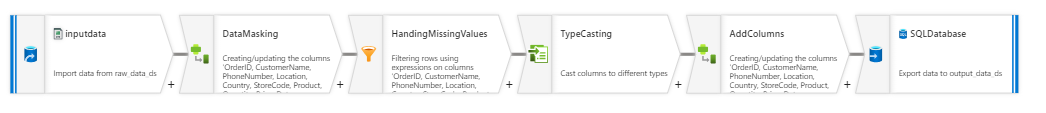 inputdata
Import data from raw_data_ds
+
DataMasking
Creating/updating the columns
'OrderID, CustomerName,
PhoneNumber, Location,
Country, StoreCode, Product,
+
HandingMissingValues
Filtering rows using
expressions on columns
'OrderID, CustomerName,
PhoneNumber, Location,
+
TypeCasting
Cast columns to different types
+
AddColumns
Creating/updating the columns
'OrderID, CustomerName,
PhoneNumber, Location,
Country, StoreCode, Product,
+
SQLDatabase
Export data to output_data_ds